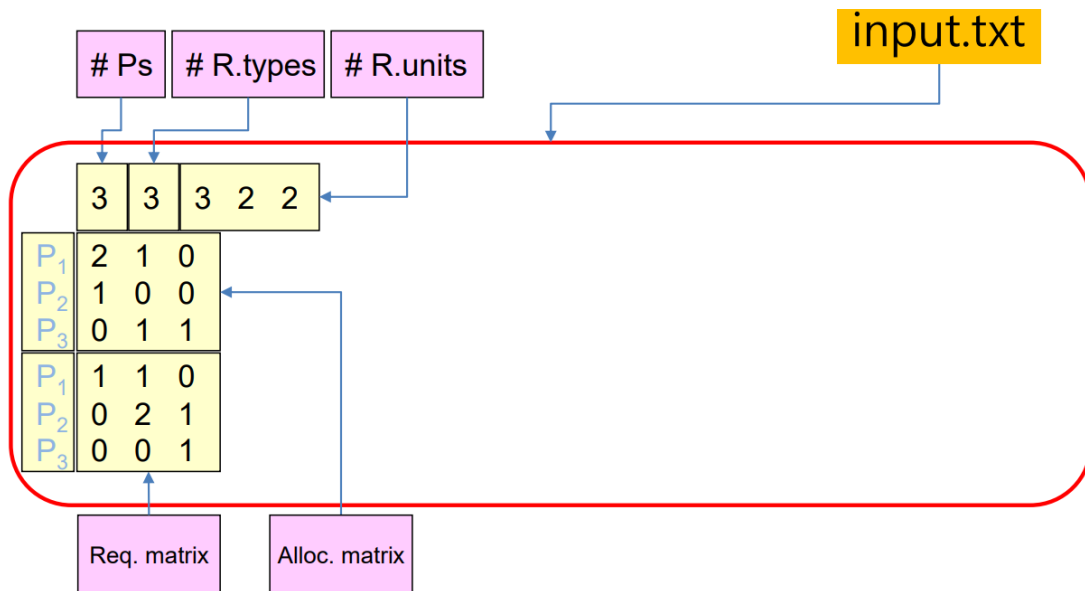 input.txt
# Ps # R.types # R.units
3 3 3 2 2
P1 2 1 0
P2 1 0 0
P3 0 1 1
P1 1 1 0
P2 0 2 1
P3 0 0 1
Req. matrix Alloc. matrix